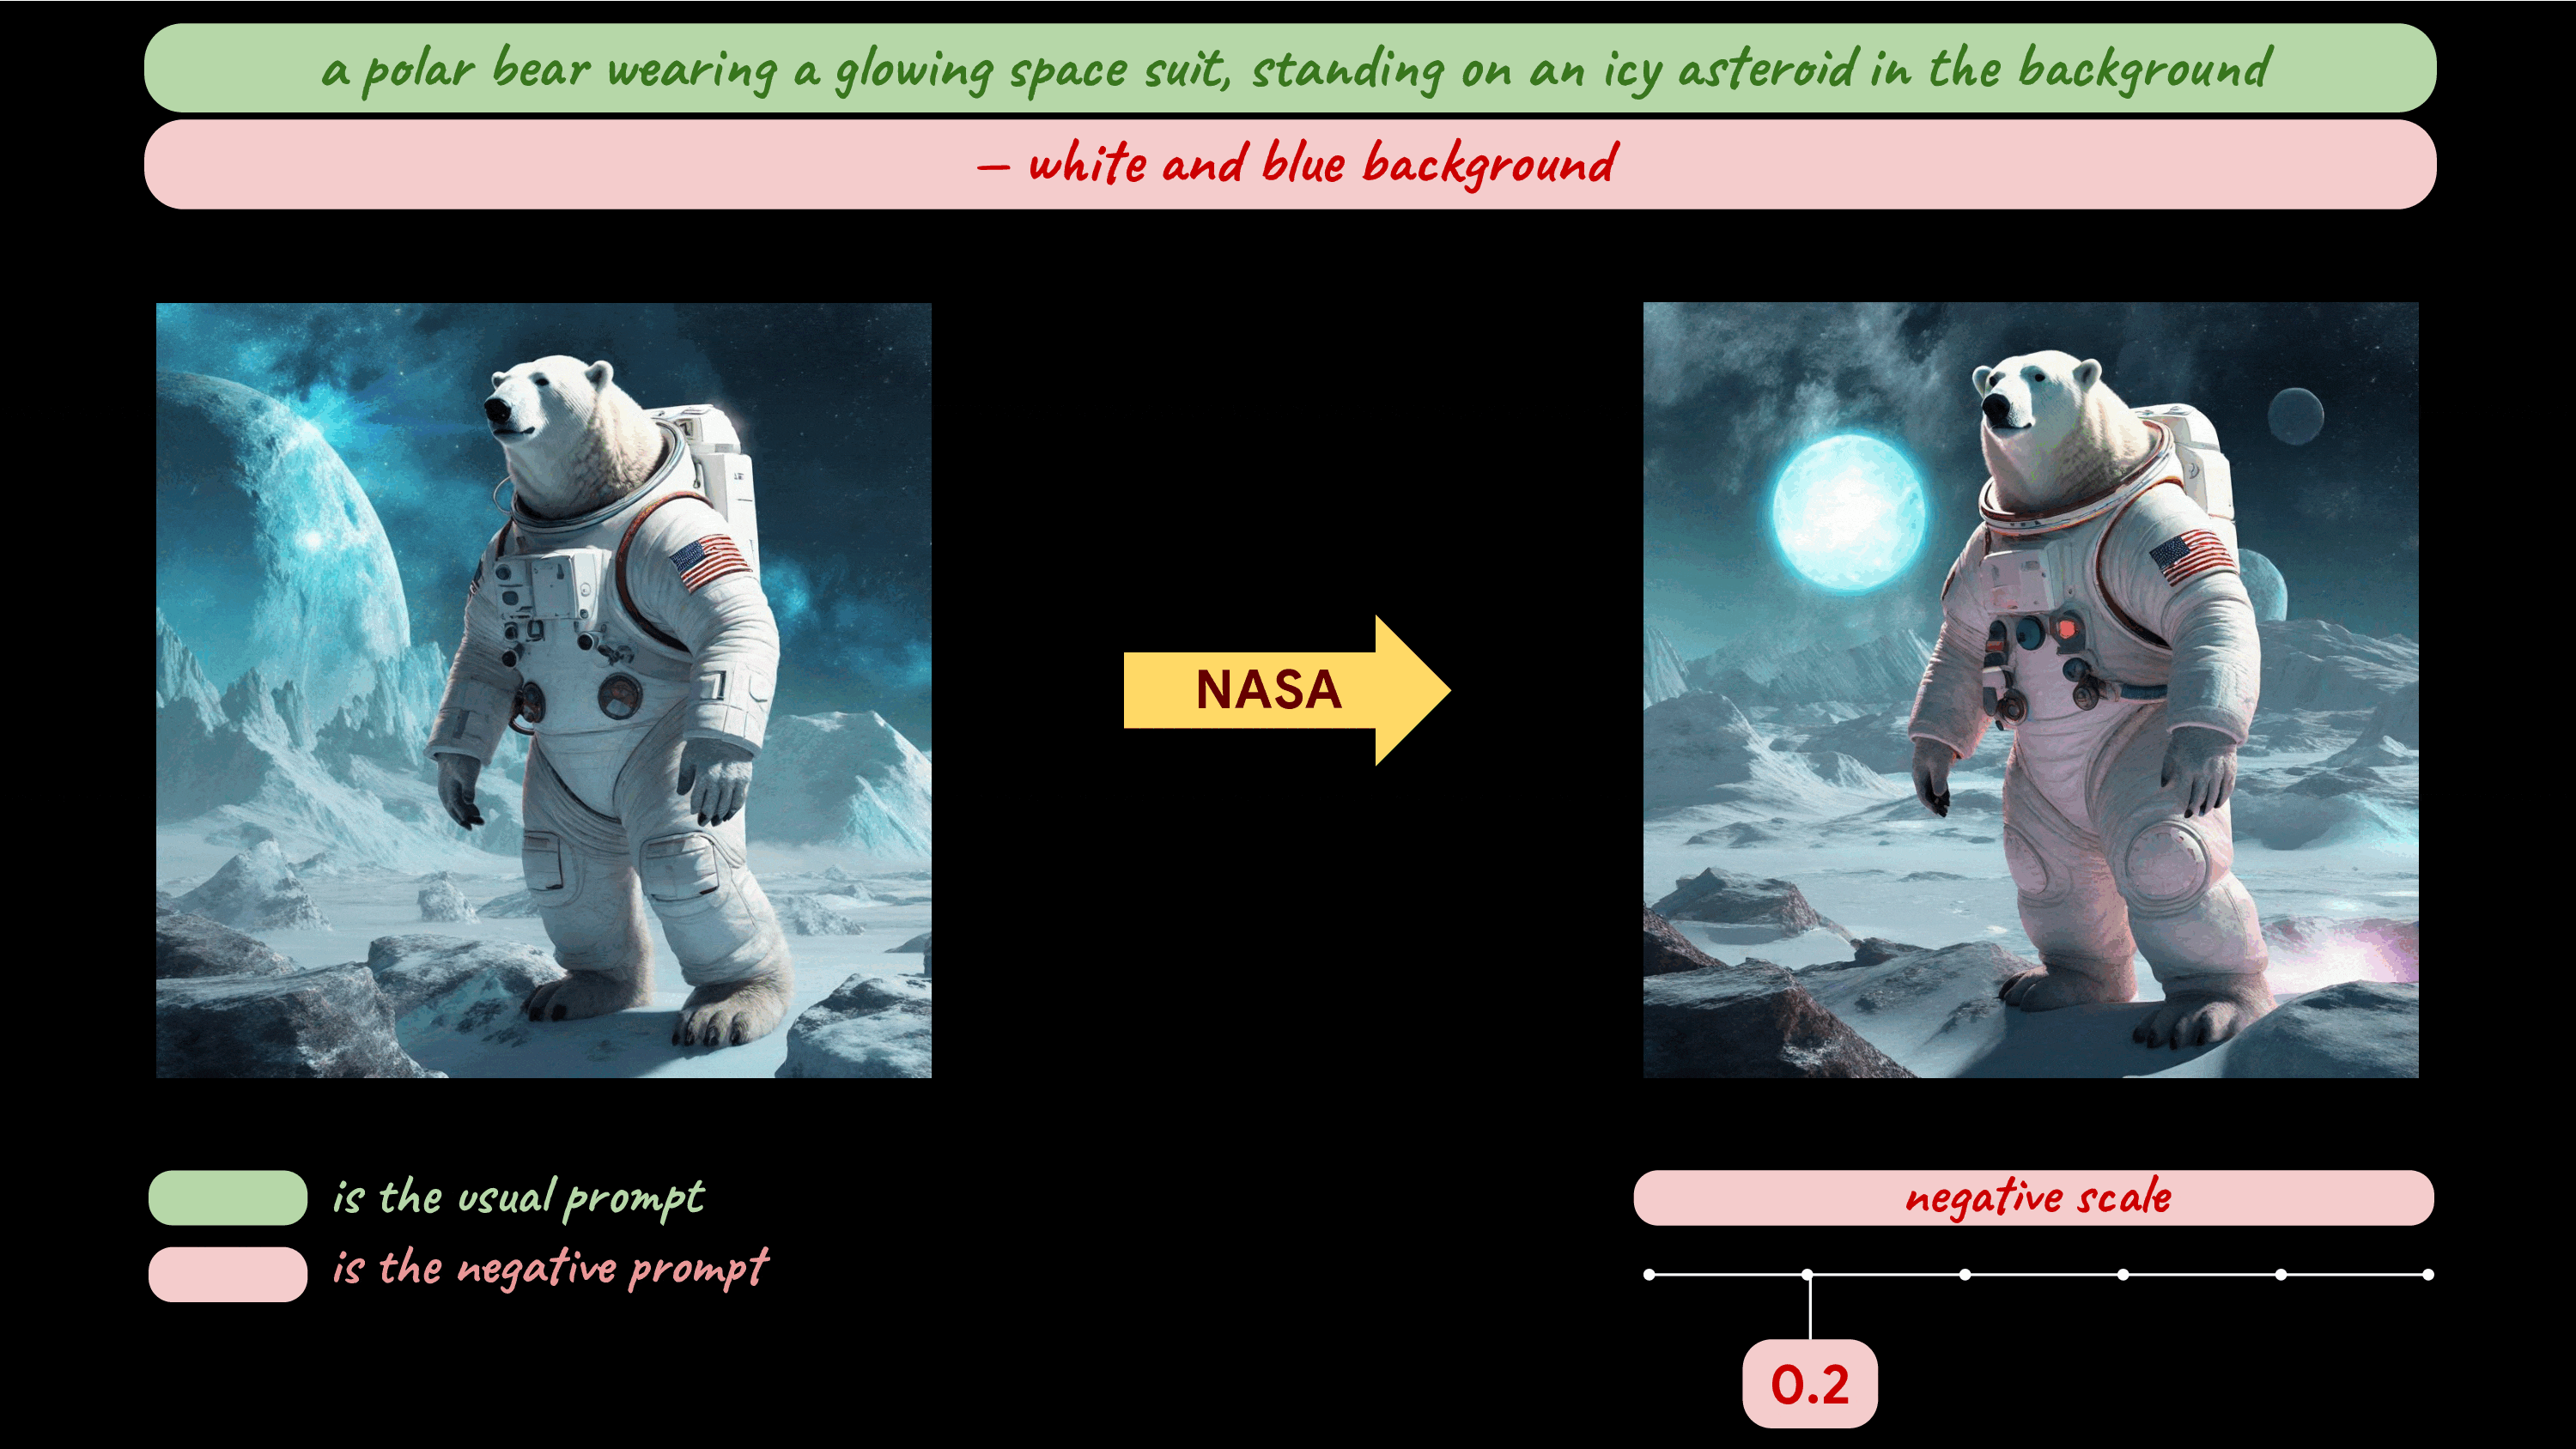 a polar bear wearing a glowing space suit, standing on an icy asteroid in the background
– white and blue background
NASA
is the usual prompt
is the negative prompt
negative scale
0.2